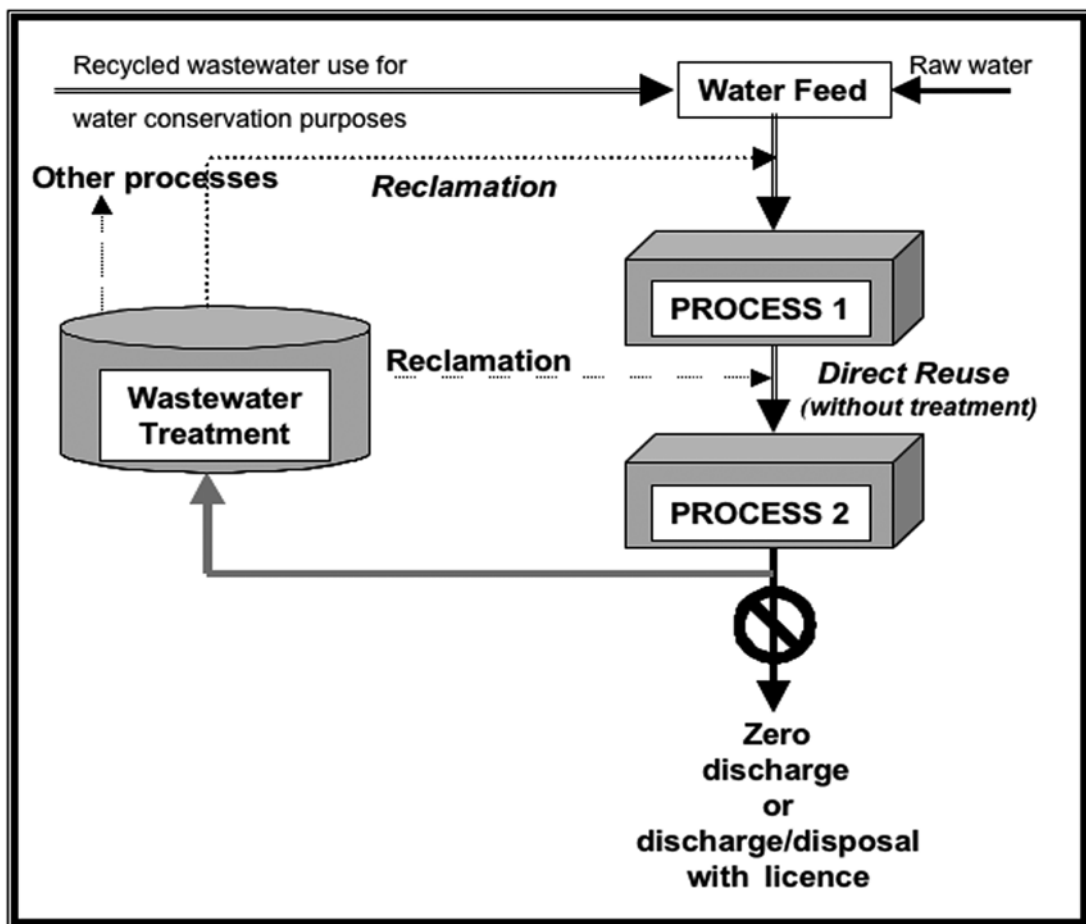 Recycled wastewater use for
water conservation purposes
Water Feed
Raw water
Other processes
Reclamation
PROCESS 1
Reclamation
Direct Reuse
(without treatment)
Wastewater
Treatment
PROCESS 2
Zero
discharge
or
discharge/disposal
with licence